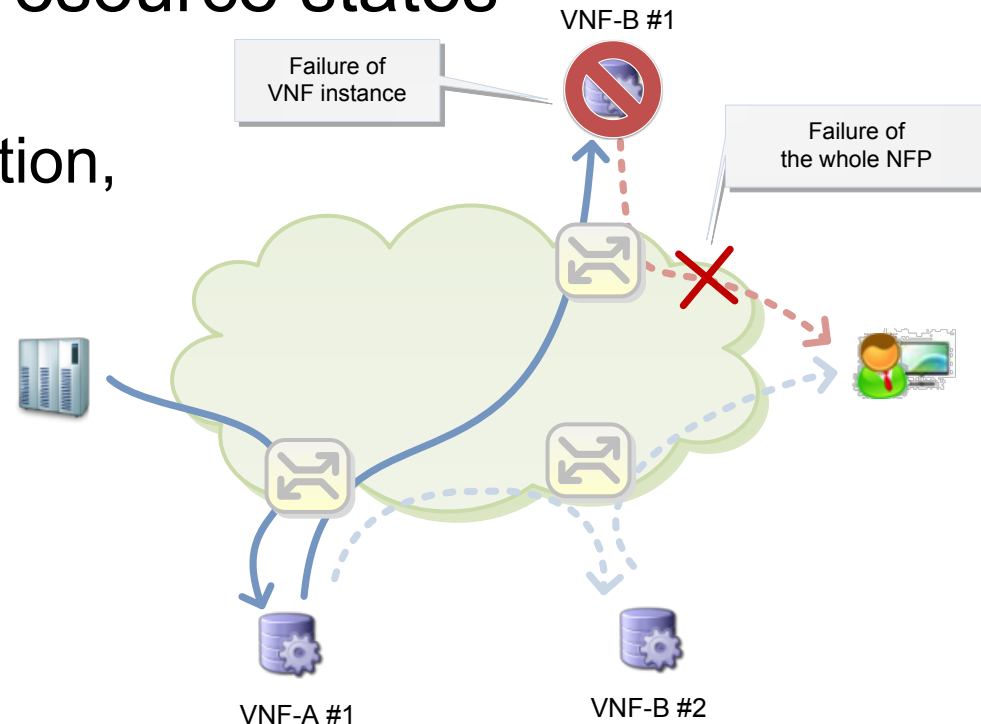 VNF-B #1
Failure of
VNF instance
Failure of
the whole NFP
tion,
VNF-A #1
VNF-B #2